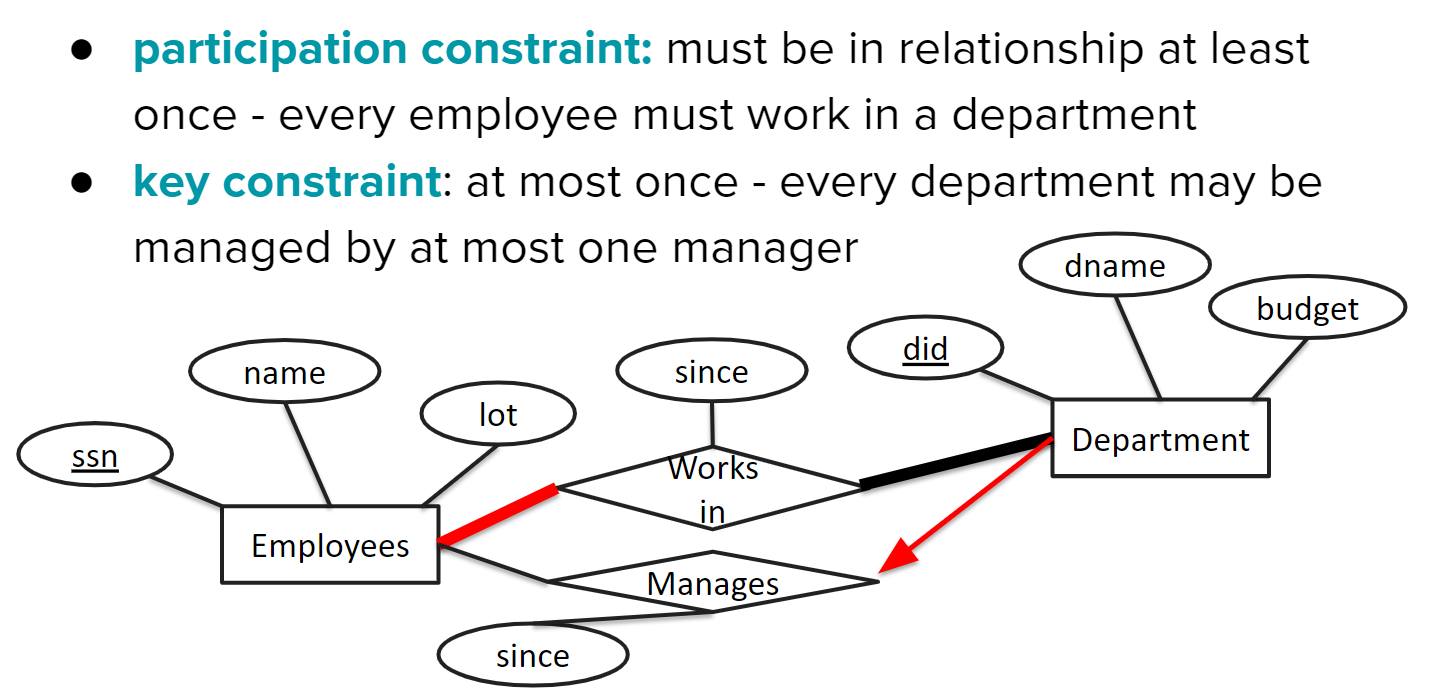 ● participation constraint: must be in relationship at least
once - every employee must work in a department
● key constraint: at most once - every department may be
managed by at most one manager
dname
budget
did
since
name
lot
ssn
Department
Works
in
Employees
Manages
since